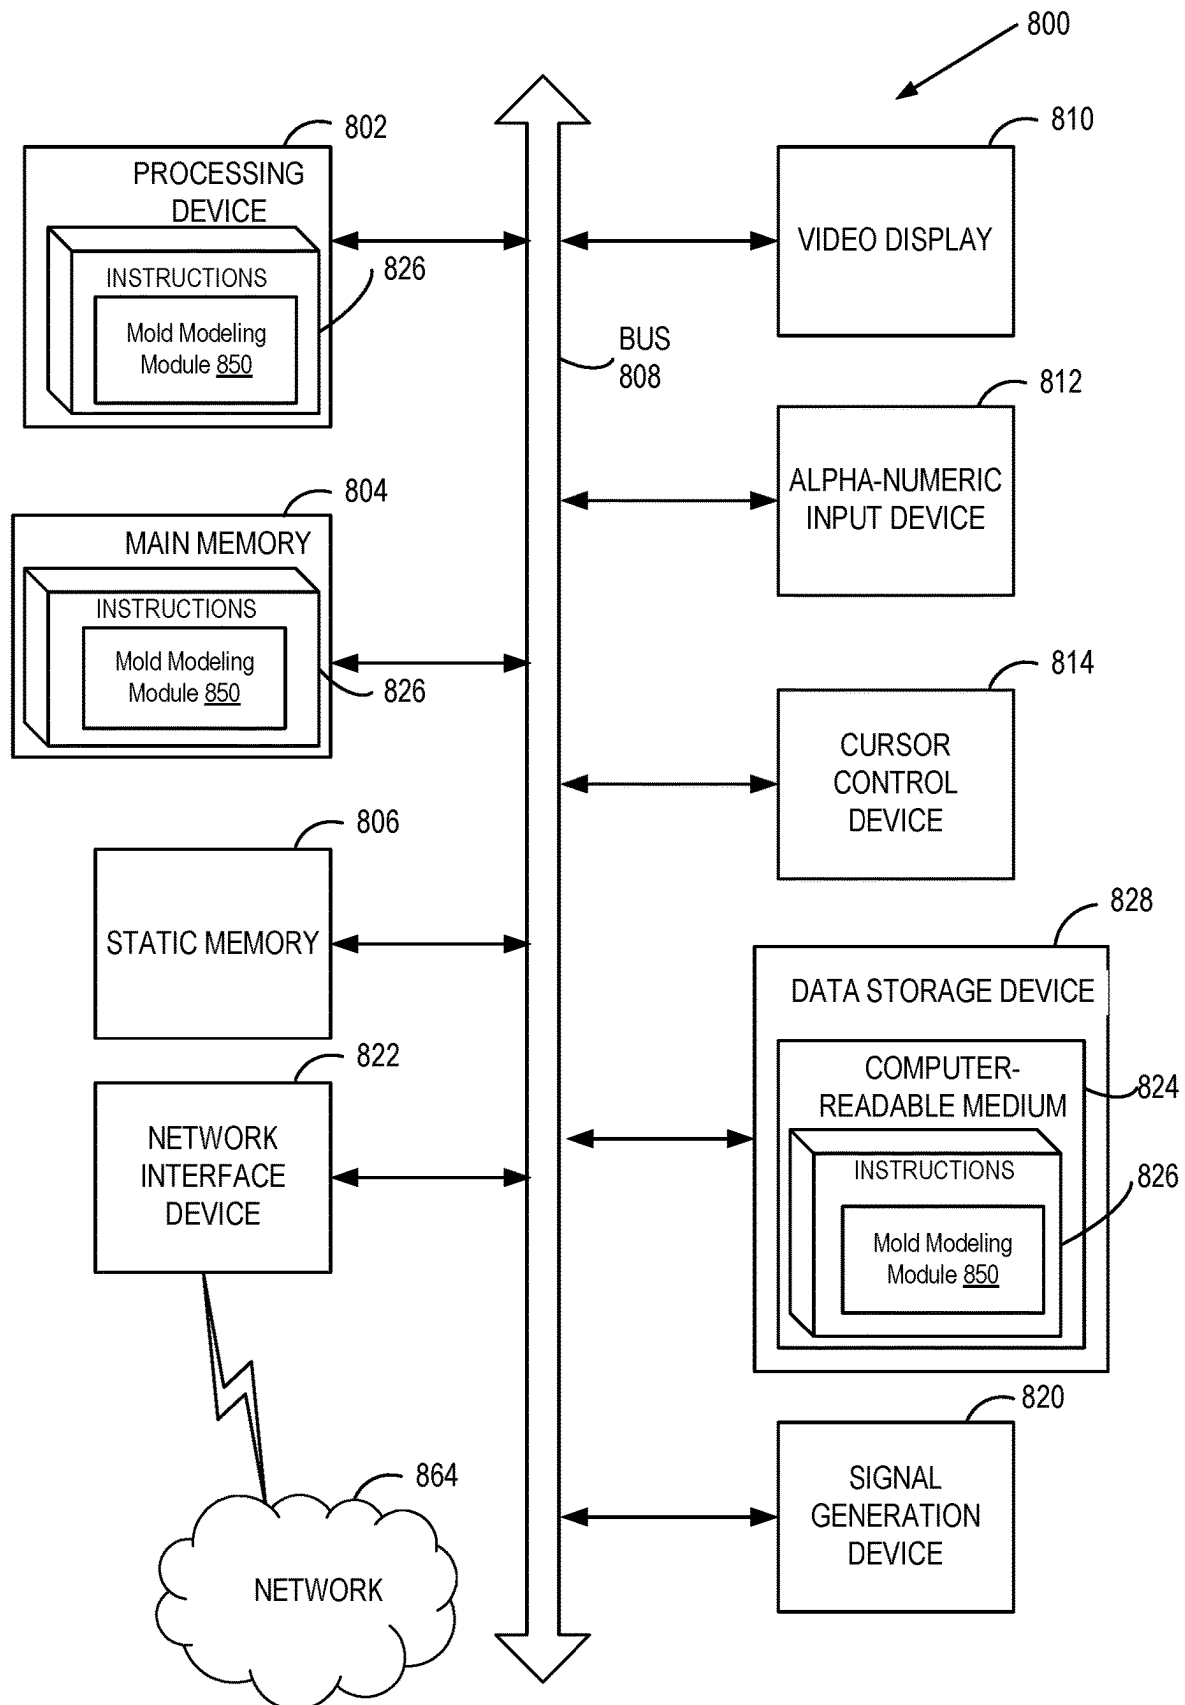 800
802
PROCESSING
DEVICE
INSTRUCTIONS
826
Mold Modeling
Module 850
804
MAIN MEMORY
INSTRUCTIONS
Mold Modeling
Module 850
826
806
STATIC MEMORY
822
NETWORK
INTERFACE
DEVICE
864
NETWORK
BUS
808
810
VIDEO DISPLAY
812
ALPHA-NUMERIC
INPUT DEVICE
814
CURSOR
CONTROL
DEVICE
828
DATA STORAGE DEVICE
COMPUTER-
READABLE MEDIUM
824
INSTRUCTIONS
826
Mold Modeling
Module 850
820
SIGNAL
GENERATION
DEVICE